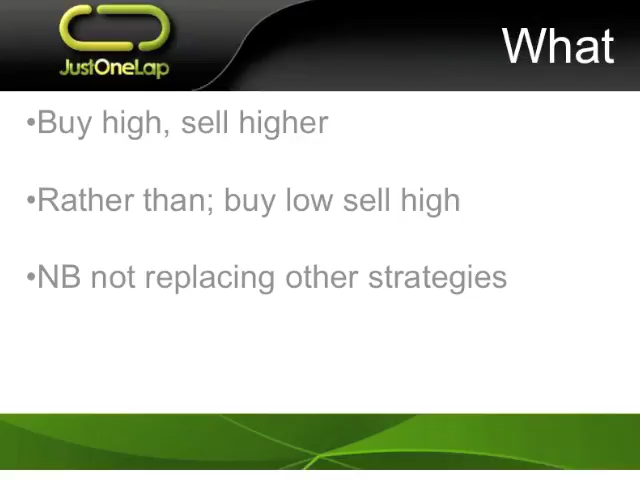 JustOneLap
What
•Buy high, sell higher
•Rather than; buy low sell high
•NB not replacing other strategies